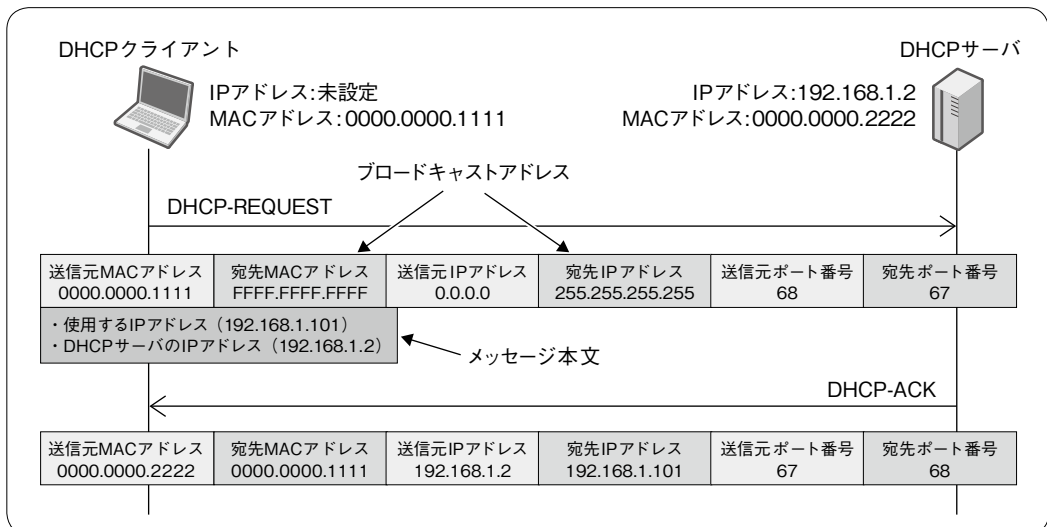 DHCPクライアント
DHCPサーバ
IPアドレス:未設定
MACアドレス:0000.0000.1111
IPアドレス:192.168.1.2
MACアドレス:0000.0000.2222
ブロードキャストアドレス
DHCP-REQUEST
送信元MACアドレス
0000.0000.1111
宛先MACアドレス
FFFF.FFFF.FFFF
送信元IPアドレス
0.0.0.0
宛先IPアドレス
255.255.255.255
送信元ポート番号
68
宛先ポート番号
67
・使用するIPアドレス(192.168.1.101)
・DHCPサーバのIPアドレス(192.168.1.2)
メッセージ本文
DHCP-ACK
送信元MACアドレス
0000.0000.2222
宛先MACアドレス
0000.0000.1111
送信元IPアドレス
192.168.1.2
宛先IPアドレス
192.168.1.101
送信元ポート番号
67
宛先ポート番号
68